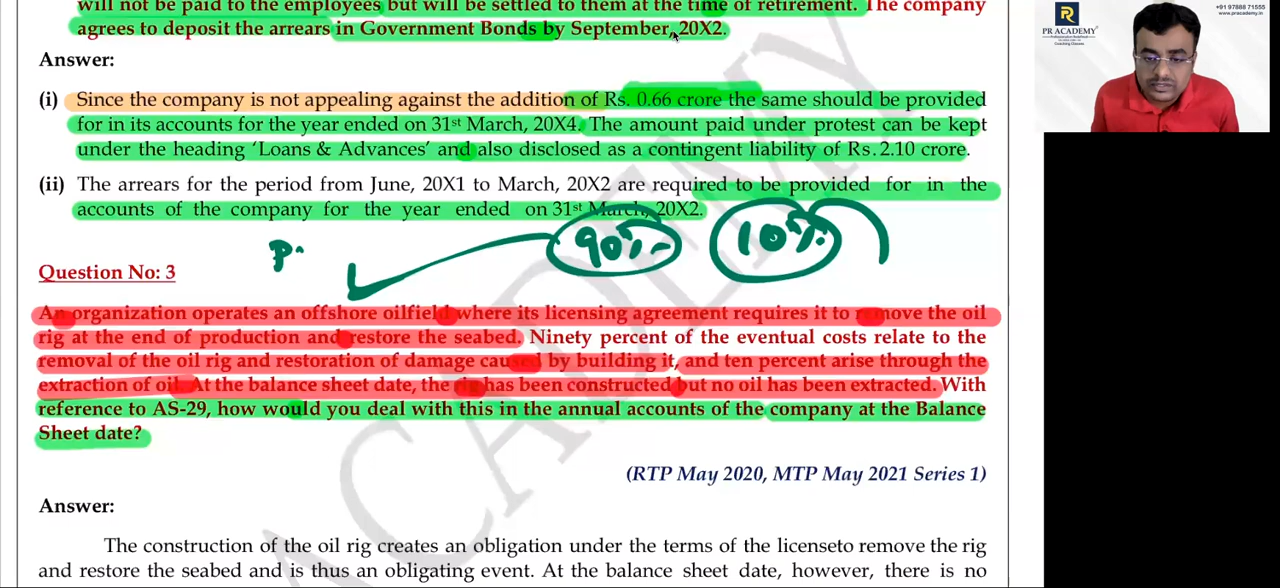 will not be paid to the employees but will be settled to them at the time of retirement. The company
agrees to deposit the arrears in Government Bonds by September, 20X2.
Answer:
(i) Since the company is not appealing against the addition of Rs. 0.66 crore the same should be provided
for in its accounts for the year ended on 31st March, 20X4. The amount paid under protest can be kept
under the heading 'Loans & Advances' and also disclosed as a contingent liability of Rs.2.10 crore.
(ii) The arrears for the period from June, 20X1 to March, 20X2 are required to be provided for in the
accounts of the company for the year ended on 31st March, 20X2.
90% 10%
Question No: 3
An organization operates an offshore oilfield where its licensing agreement requires it to remove the oil
rig at the end of production and restore the seabed. Ninety percent of the eventual costs relate to the
removal of the oil rig and restoration of damage caused by building it, and ten percent arise through the
extraction of oil. At the balance sheet date, the rig has been constructed but no oil has been extracted. With
reference to AS-29, how would you deal with this in the annual accounts of the company at the Balance
Sheet date?
(RTP May 2020, MTP May 2021 Series 1)
Answer:
The construction of the oil rig creates an obligation under the terms of the licenseto remove the rig
and restore the seabed and is thus an obligating event. At the balance sheet date, however, there is no
PR ACADEMY
+91 97888 71555
www.pracademy.in
ACADEMY